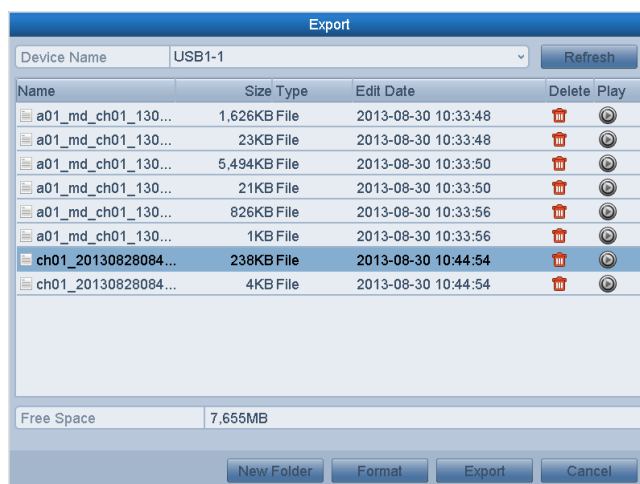 Export
Device Name USB1-1 Refresh
Name Size Type Edit Date Delete Play
a01_md_ch01_130... 1,626KB File 2013-08-30 10:33:48
a01_md_ch01_130... 23KB File 2013-08-30 10:33:48
a01_md_ch01_130... 5,494KB File 2013-08-30 10:33:50
a01_md_ch01_130... 21KB File 2013-08-30 10:33:50
a01_md_ch01_130... 826KB File 2013-08-30 10:33:56
a01_md_ch01_130... 1KB File 2013-08-30 10:33:56
ch01_20130828084... 238KB File 2013-08-30 10:44:54
ch01_20130828084... 4KB File 2013-08-30 10:44:54
Free Space 7,655MB
New Folder Format Export Cancel